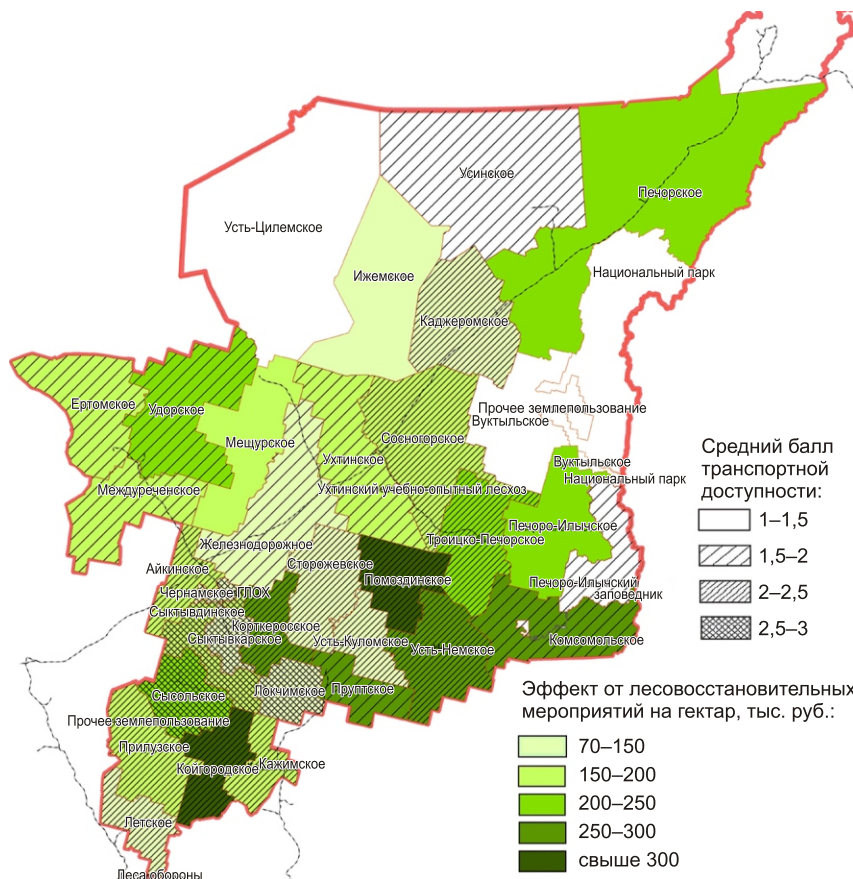 Усинское
Печорское
Усть-Цилемское
Национальный парк
Ижемское
Каджеромское
Ертомское
Удорское
Прочее землепользование
Вуктыльское
Мещурское
Сосногорское
Ухтинское
Вуктыльское
Национальный парк
Междуреченское
Ухтинский учебно-опытный лесхоз
Печоро-Илычское
Троицко-Печорское
Железнодорожное
Айкинское
Сторожевское
Помоздинское
Печоро-Илычский
заповедник
Чернамское ГЛОХ
Сыктывдинское
Корткеросское
Сыктывкарское
Усть-Куломское
Усть-Немское
Комсомольское
Сысольское
Локчимское
Пруптское
Прочее землепользование
Прилузское
Койгородское
Кажимское
Летское
Леса обороны
Средний балл
транспортной
доступности:
1–1,5
1,5–2
2–2,5
2,5–3
Эффект от лесовосстановительных
мероприятий на гектар, тыс. руб.:
70–150
150–200
200–250
250–300
свыше 300